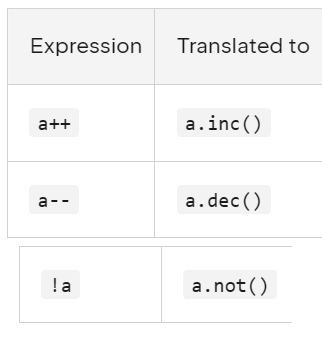 Expression Translated to
a++ a.inc()
a-- a.dec()
!a a.not()